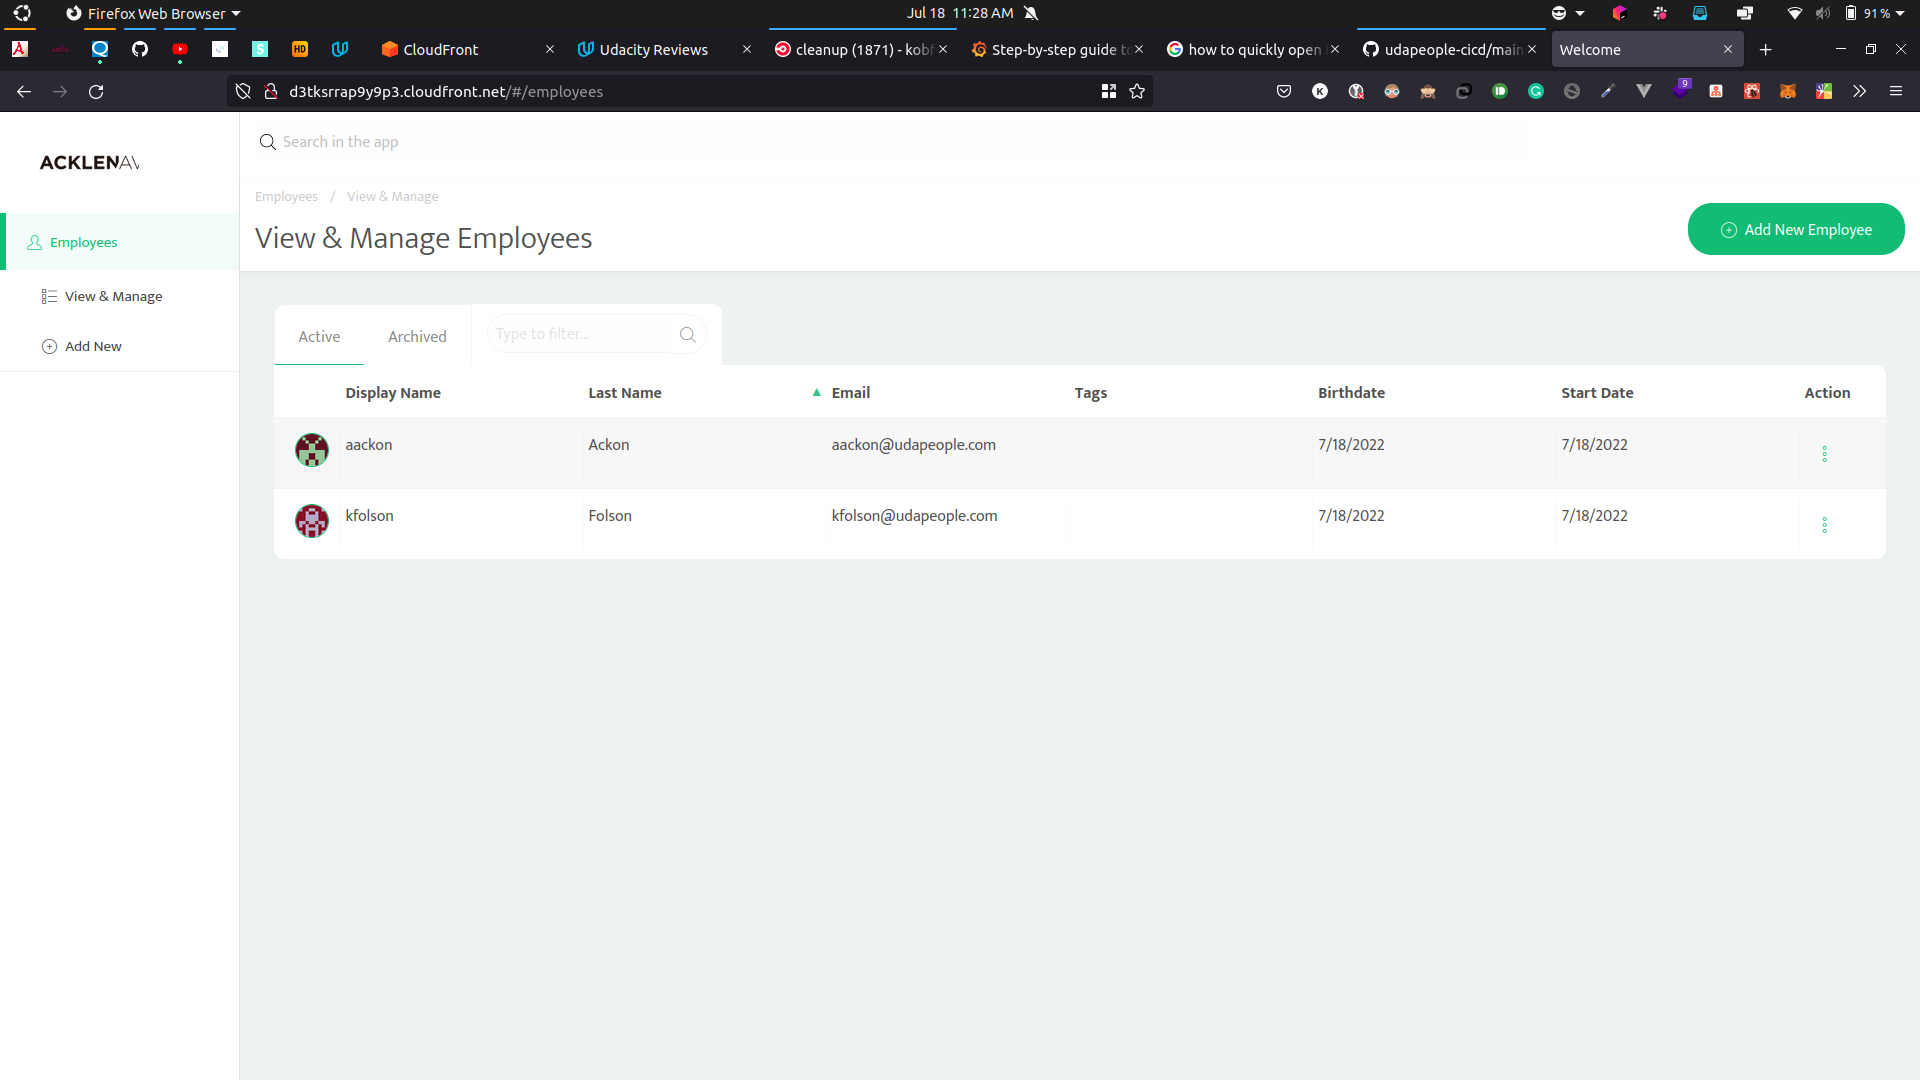 Firefox Web Browser
Jul 18 11:28 AM
91 %
CloudFront
Udacity Reviews
cleanup (1871) - kobf
Step-by-step guide to
how to quickly open
udapeople-cicd/main
Welcome
d3tksrrap9y9p3.cloudfront.net/#/employees
9
ACKLENAV
Search in the app
Employees / View & Manage
View & Manage Employees
Add New Employee
Employees
View & Manage
Add New
Active
Archived
Type to filter...
Display Name
Last Name
Email
Tags
Birthdate
Start Date
Action
aackon
Ackon
aackon@udapeople.com
7/18/2022
7/18/2022
kfolson
Folson
kfolson@udapeople.com
7/18/2022
7/18/2022